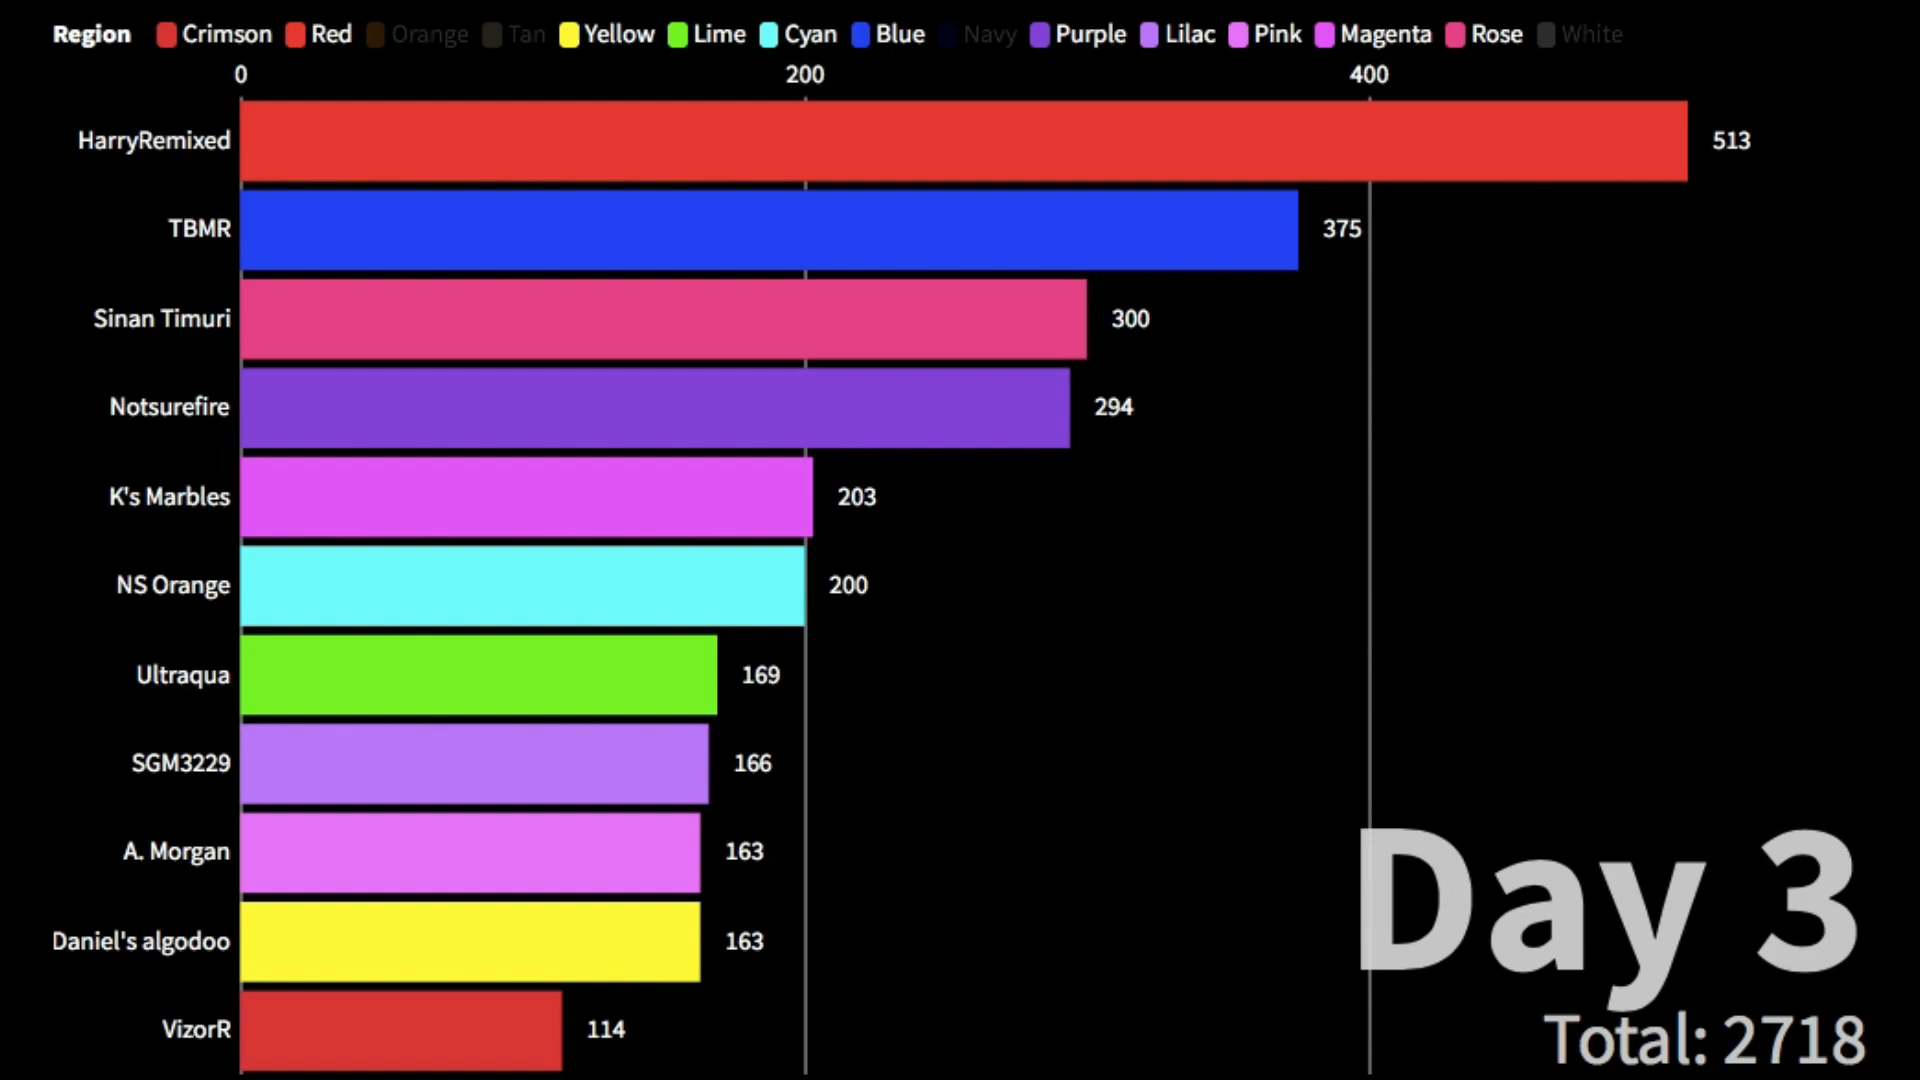 Region Crimson Red Orange Tan Yellow Lime Cyan Blue Navy Purple Lilac Pink Magenta Rose White
0 200 400
HarryRemixed 513
TBMR 375
Sinan Timuri 300
Notsurefire 294
K's Marbles 203
NS Orange 200
Ultraqua 169
SGM3229 166
A. Morgan 163
Daniel's algodoo 163
VizorR 114
Day 3
Total: 2718